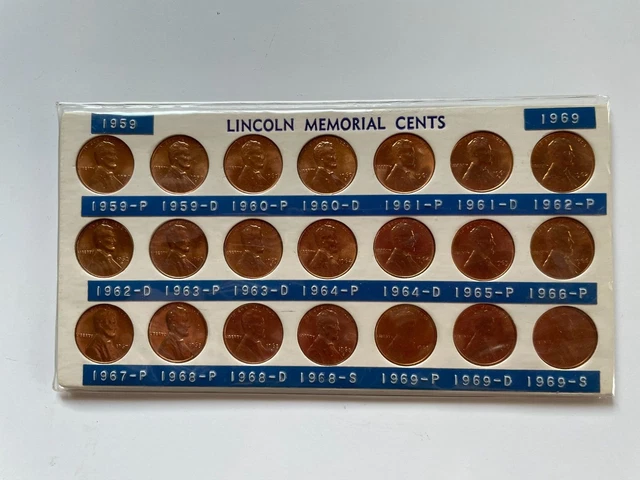 1959 LINCOLN MEMORIAL CENTS 1969
1959-P 1959-D 1960-P 1960-D 1961-P 1961-D 1962-P
1962-D 1963-P 1963-D 1964-P 1964-D 1965-P 1966-P
1967-P 1968-P 1968-D 1968-S 1969-P 1969-D 1969-S